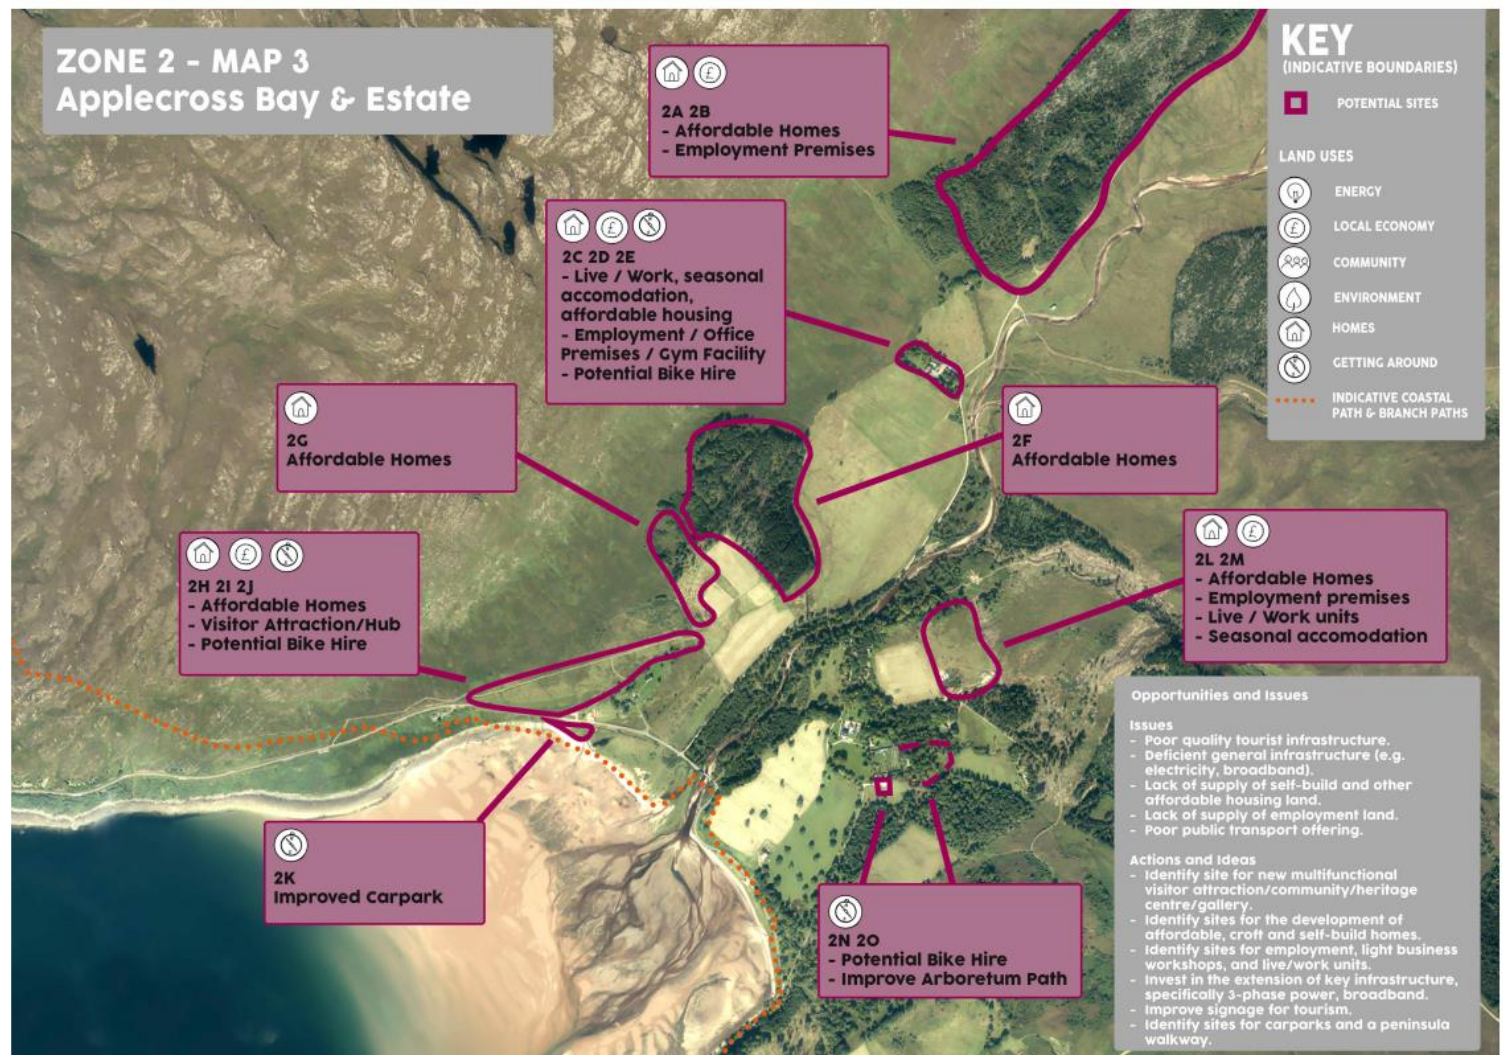 ZONE 2 - MAP 3
Applecross Bay & Estate
KEY
(INDICATIVE BOUNDARIES)
POTENTIAL SITES
LAND USES
ENERGY
£
LOCAL ECONOMY
COMMUNITY
ENVIRONMENT
HOMES
GETTING AROUND
INDICATIVE COASTAL
PATH & BRANCH PATHS
£
2A 2B
- Affordable Homes
- Employment Premises
£
2C 2D 2E
- Live / Work, seasonal
accomodation,
affordable housing
- Employment / Office
Premises / Gym Facility
- Potential Bike Hire
2G
Affordable Homes
2F
Affordable Homes
£
2H 2I 2J
- Affordable Homes
- Visitor Attraction/Hub
- Potential Bike Hire
£
2L 2M
- Affordable Homes
- Employment premises
- Live / Work units
- Seasonal accomodation
2K
Improved Carpark
2N 2O
- Potential Bike Hire
- Improve Arboretum Path
Opportunities and Issues
Issues
- Poor quality tourist infrastructure.
- Deficient general infrastructure (e.g.
electricity, broadband).
- Lack of supply of self-build and other
affordable housing land.
- Lack of supply of employment land.
- Poor public transport offering.
Actions and Ideas
- Identify site for new multifunctional
visitor attraction/community/heritage
centre/gallery.
- Identify sites for the development of
affordable, croft and self-build homes.
- Identify sites for employment, light business
workshops, and live/work units.
- Invest in the extension of key infrastructure,
specifically 3-phase power, broadband.
- Improve signage for tourism.
- Identify sites for carparks and a peninsula
walkway.